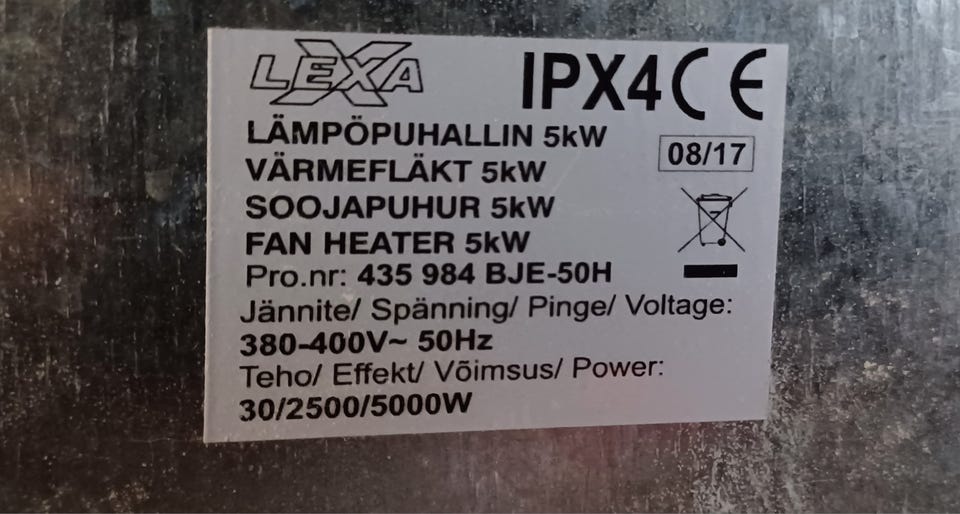 LEXA
IPX4 CE
LÄMPÖPUHALLIN 5kW
08/17
VÄRMEFLÄKT 5kW
SOOJAPUHUR 5kW
FAN HEATER 5kW
Pro.nr: 435 984 BJE-50H
Jännite/ Spänning/ Pinge/ Voltage:
380-400V~ 50Hz
Teho/ Effekt/ Võimsus/ Power:
30/2500/5000W